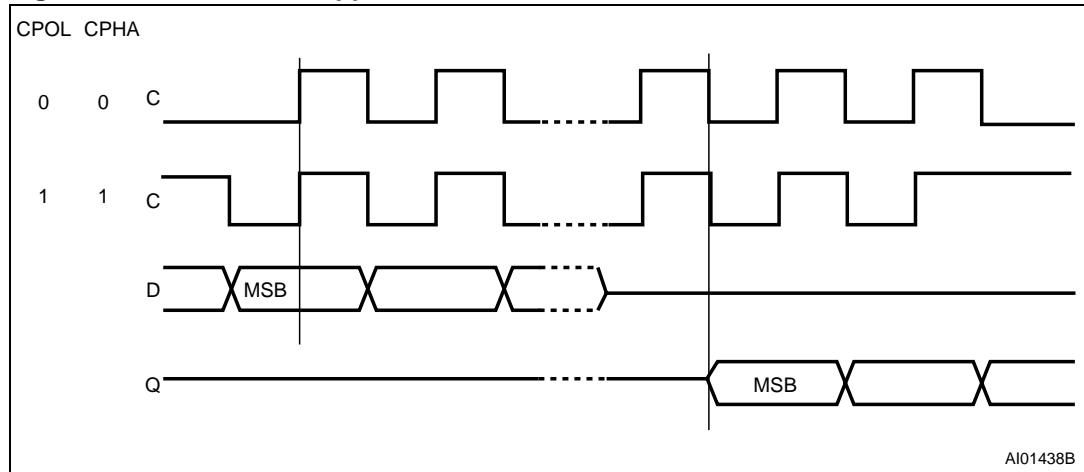 CPOL CPHA
0 0 C
1 1 C
D MSB
Q MSB
AI01438B